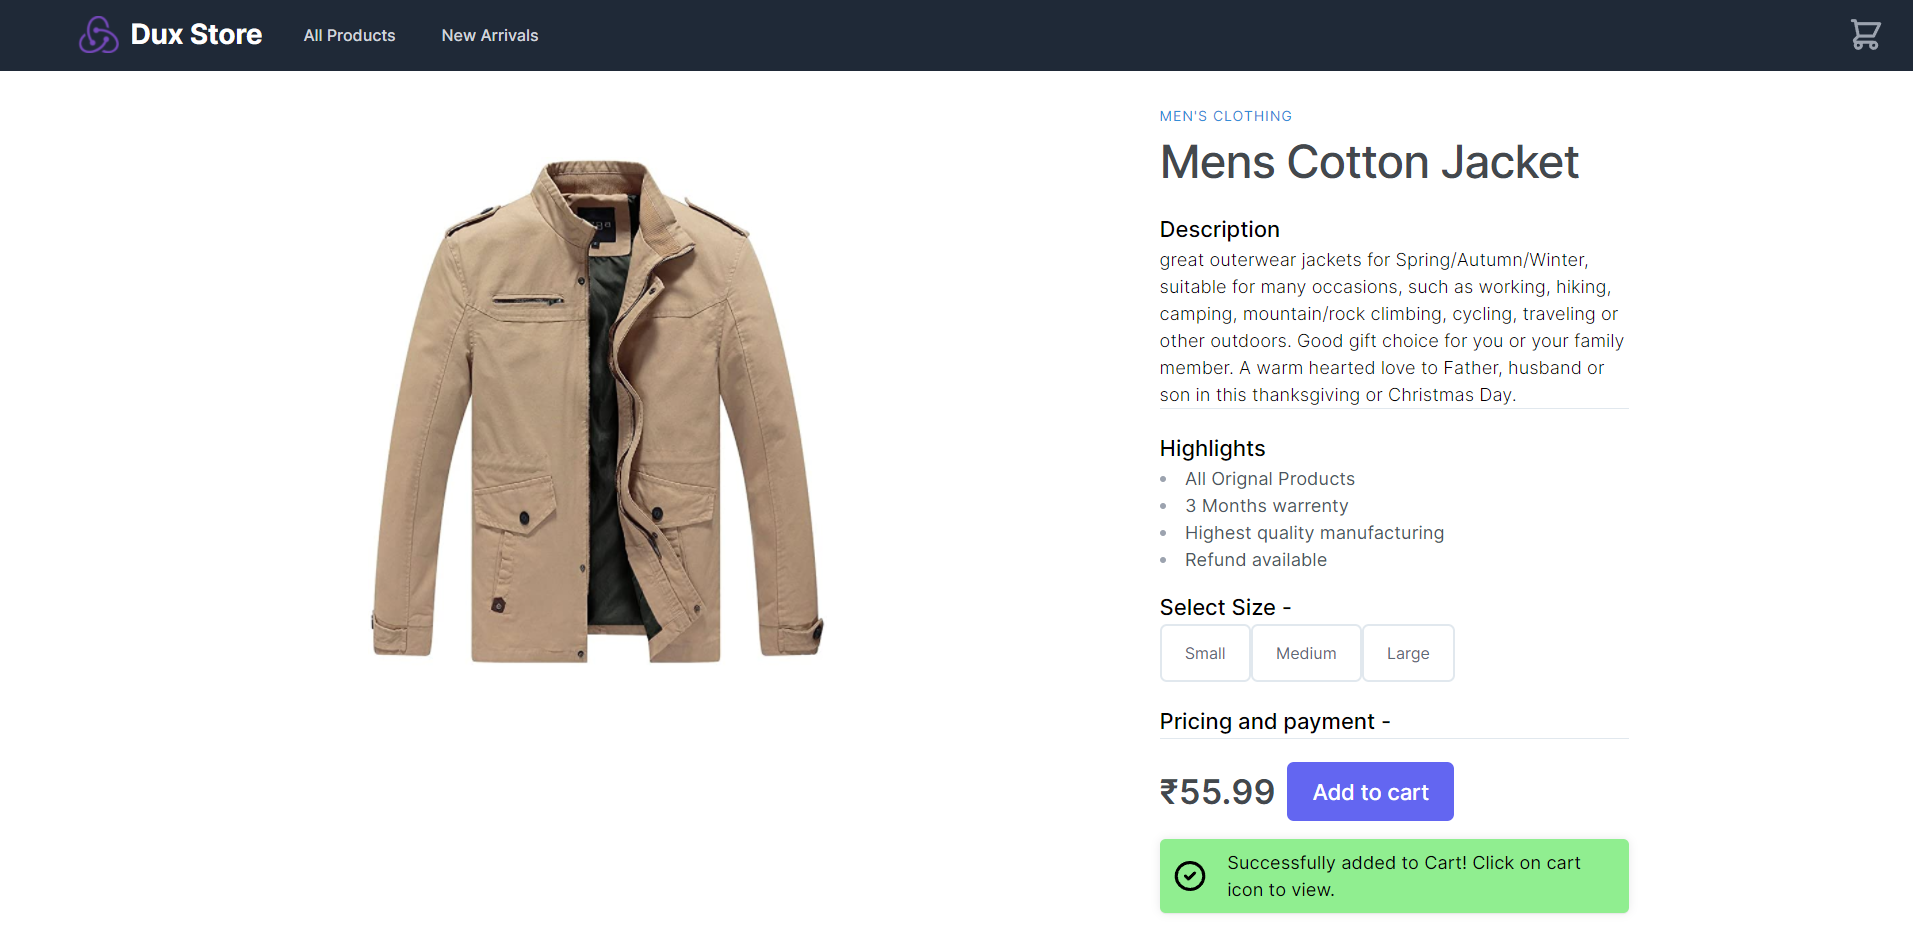 Dux Store
All Products
New Arrivals
MEN'S CLOTHING
Mens Cotton Jacket
Description
great outerwear jackets for Spring/Autumn/Winter,
suitable for many occasions, such as working, hiking,
camping, mountain/rock climbing, cycling, traveling or
other outdoors. Good gift choice for you or your family
member. A warm hearted love to Father, husband or
son in this thanksgiving or Christmas Day.
Highlights
All Orignal Products
3 Months warrenty
Highest quality manufacturing
Refund available
Select Size -
Small
Medium
Large
Pricing and payment -
₹55.99
Add to cart
Successfully added to Cart! Click on cart
icon to view.